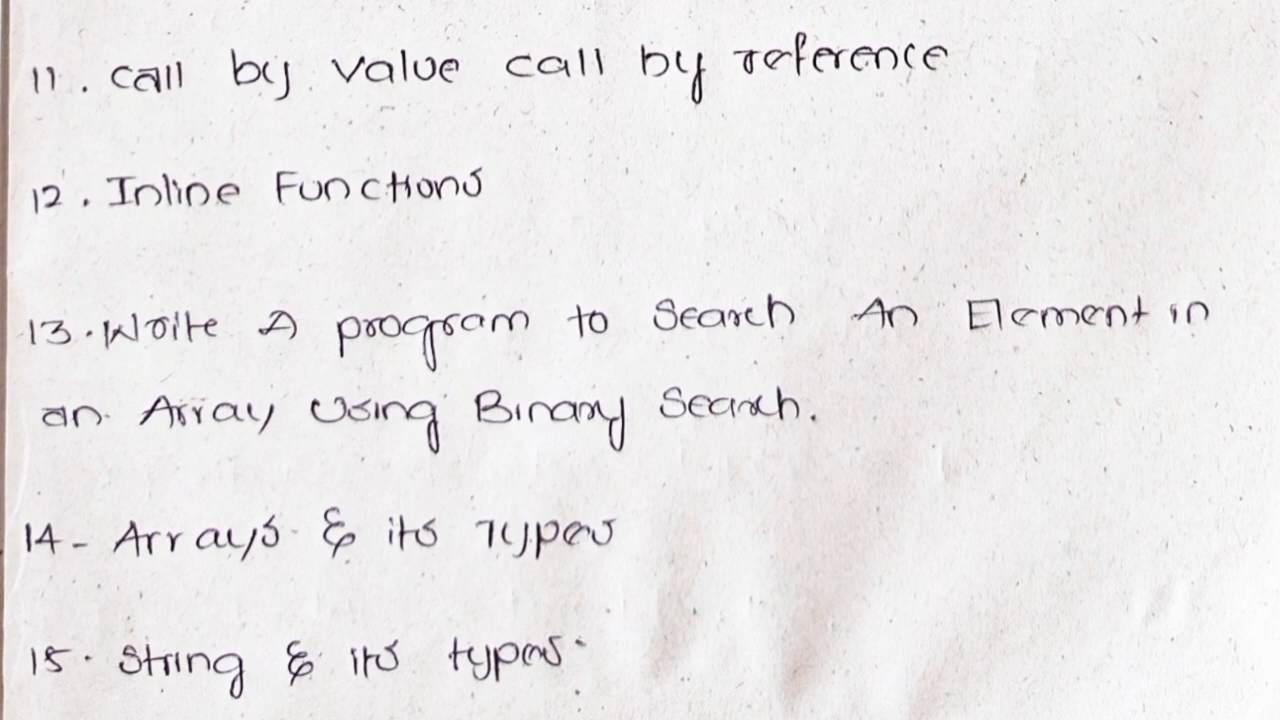 11. call by value call by reference
12. Inline Functions
13. Write A program to Search An Element in
an Array Using Binary Search.
14- Arrays & its Types
15. String & its types.